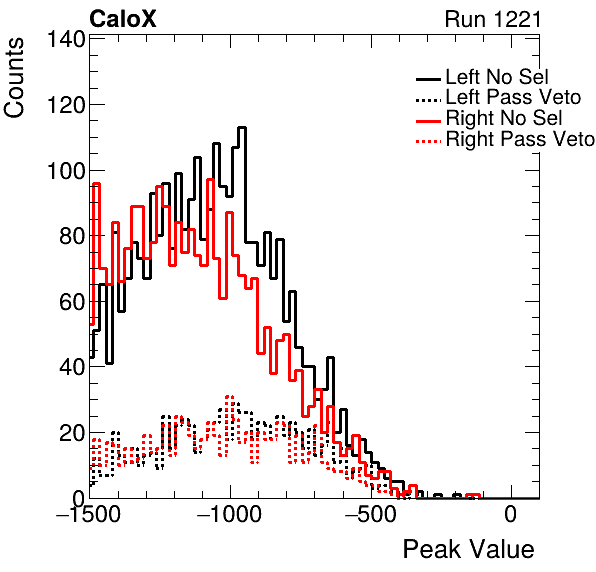 CaloX Run 1221
Counts
140
120
100
80
60
40
20
0
Left No Sel
Left Pass Veto
Right No Sel
Right Pass Veto
−1500 −1000 −500 0
Peak Value